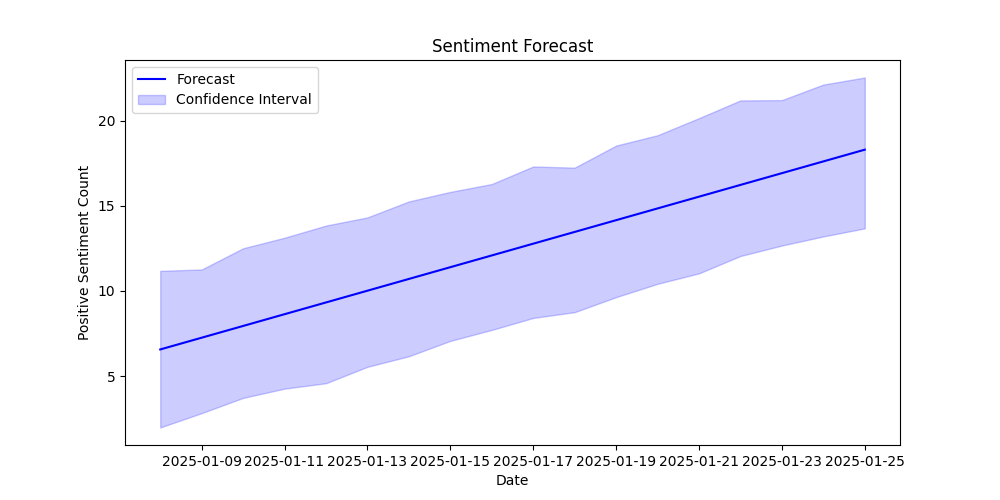 Sentiment Forecast
Forecast
Confidence Interval
Positive Sentiment Count
20
15
10
5
2025-01-09 2025-01-11 2025-01-13 2025-01-15 2025-01-17 2025-01-19 2025-01-21 2025-01-23 2025-01-25
Date